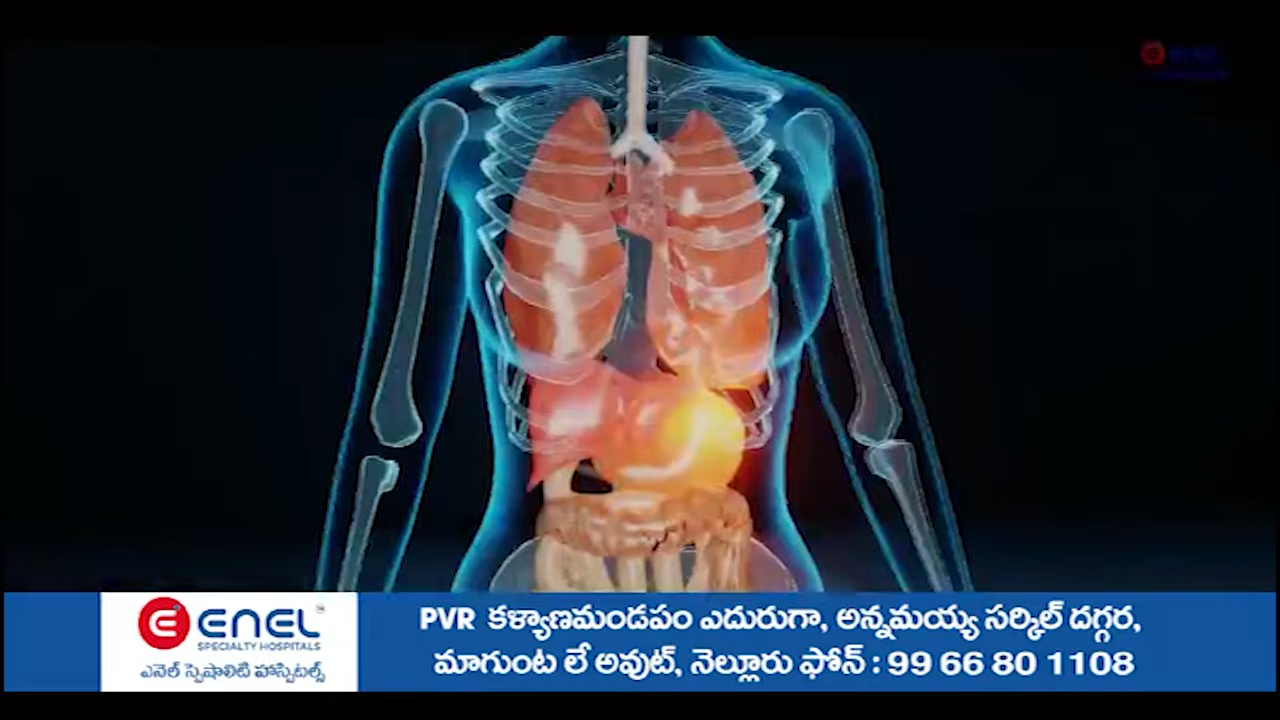 ENEL
ENEL
SPECIALTY HOSPITALS
ఎనెల్ స్పెషాలిటి హాస్పిటల్స్
PVR కళ్యాణమండపం ఎదురుగా, అన్నమయ్య సర్కిల్ దగ్గర,
మాగుంట లే అవుట్, నెల్లూరు ఫోన్ : 99 66 80 1108